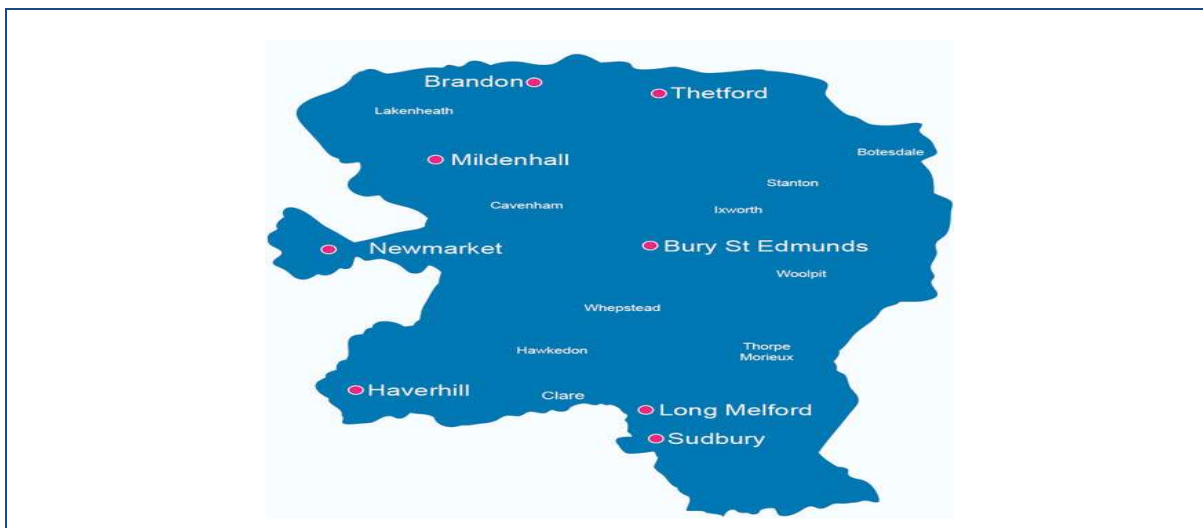 Brandon
Thetford
Lakenheath
Botesdale
Mildenhall
Stanton
Cavenham
Ixworth
Newmarket
Bury St Edmunds
Woolpit
Whepstead
Hawkedon
Thorpe
Morieux
Haverhill
Clare
Long Melford
Sudbury